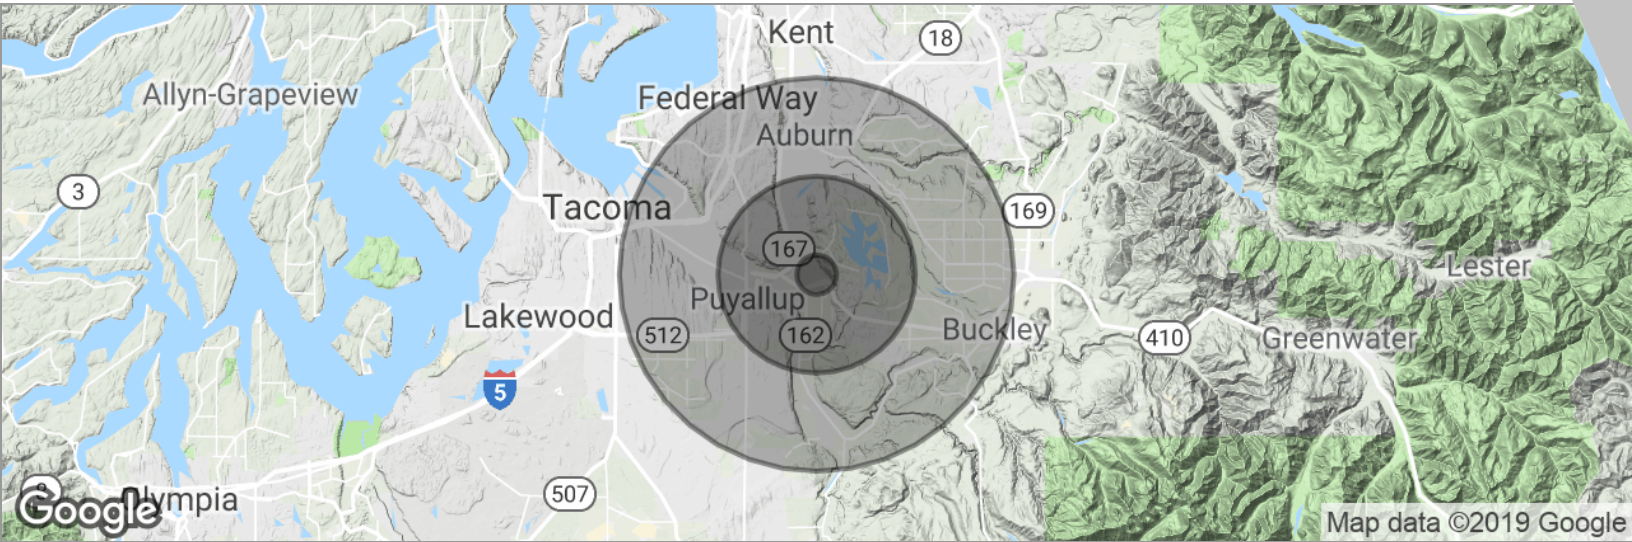 Kent
18
Allyn-Grapeview
Federal Way
Auburn
3
Tacoma
169
167
Lester
Puyallup
Lakewood
512
162
Buckley
410
Greenwater
5
507
8
Olympia
Google
Map data ©2019 Google